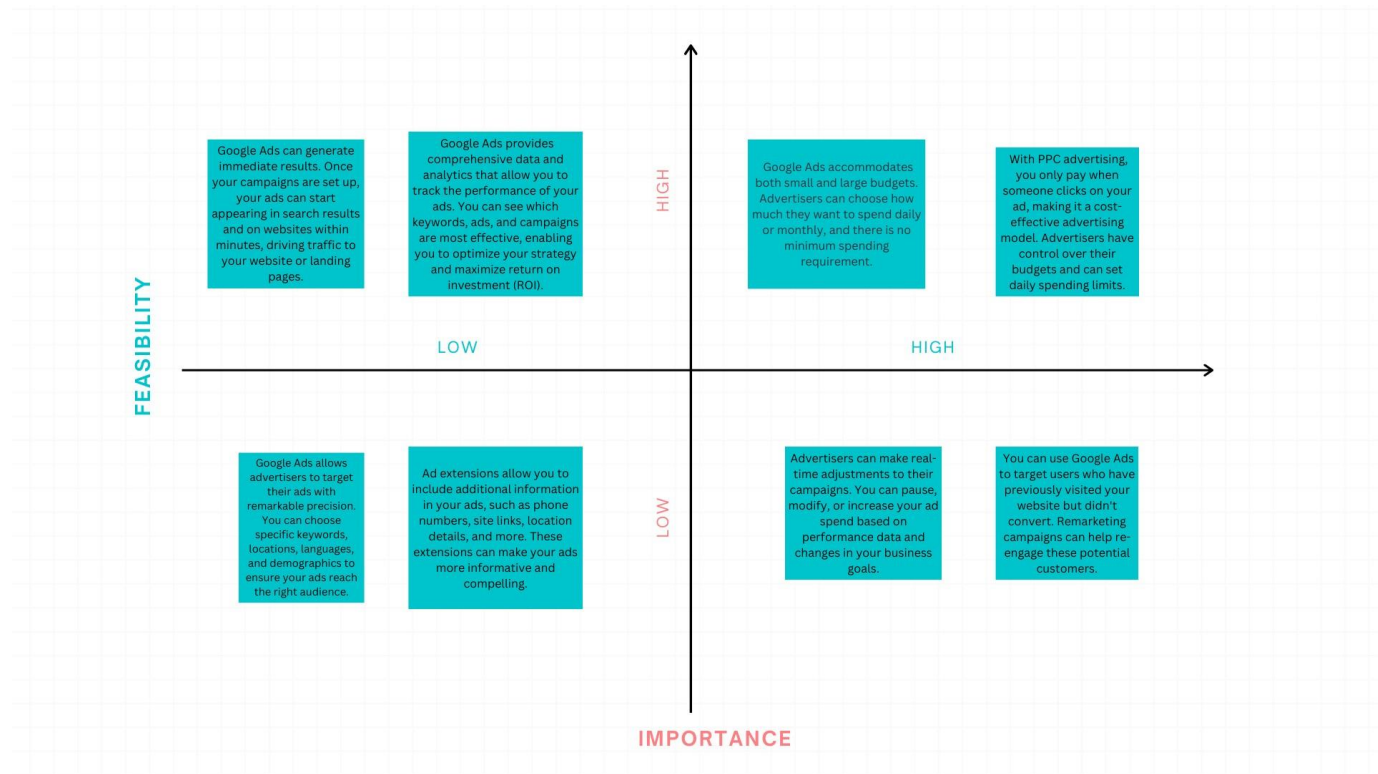 Google Ads can generate
immediate results. Once
your campaigns are set up,
your ads can start
appearing in search results
and on websites within
minutes, driving traffic to
your website or landing
pages.
Google Ads provides
comprehensive data and
analytics that allow you to
track the performance of your
ads. You can see which
keywords, ads, and campaigns
are most effective, enabling
you to optimize your strategy
and maximize return on
investment (ROI).
HIGH
Google Ads accommodates
both small and large budgets.
Advertisers can choose how
much they want to spend daily
or monthly, and there is no
minimum spending
requirement.
With PPC advertising,
you only pay when
someone clicks on your
ad, making it a cost-
effective advertising
model. Advertisers have
control over their
budgets and can set
daily spending limits.
FEASIBILITY
LOW
HIGH
Google Ads allows
advertisers to target
their ads with
remarkable precision.
You can choose
specific keywords,
locations, languages,
and demographics to
ensure your ads reach
the right audience.
Ad extensions allow you to
include additional information
in your ads, such as phone
numbers, site links, location
details, and more. These
extensions can make your ads
more informative and
compelling.
LOW
Advertisers can make real-
time adjustments to their
campaigns. You can pause,
modify, or increase your ad
spend based on
performance data and
changes in your business
goals.
You can use Google Ads
to target users who have
previously visited your
website but didn't
convert. Remarketing
campaigns can help re-
engage these potential
customers.
IMPORTANCE